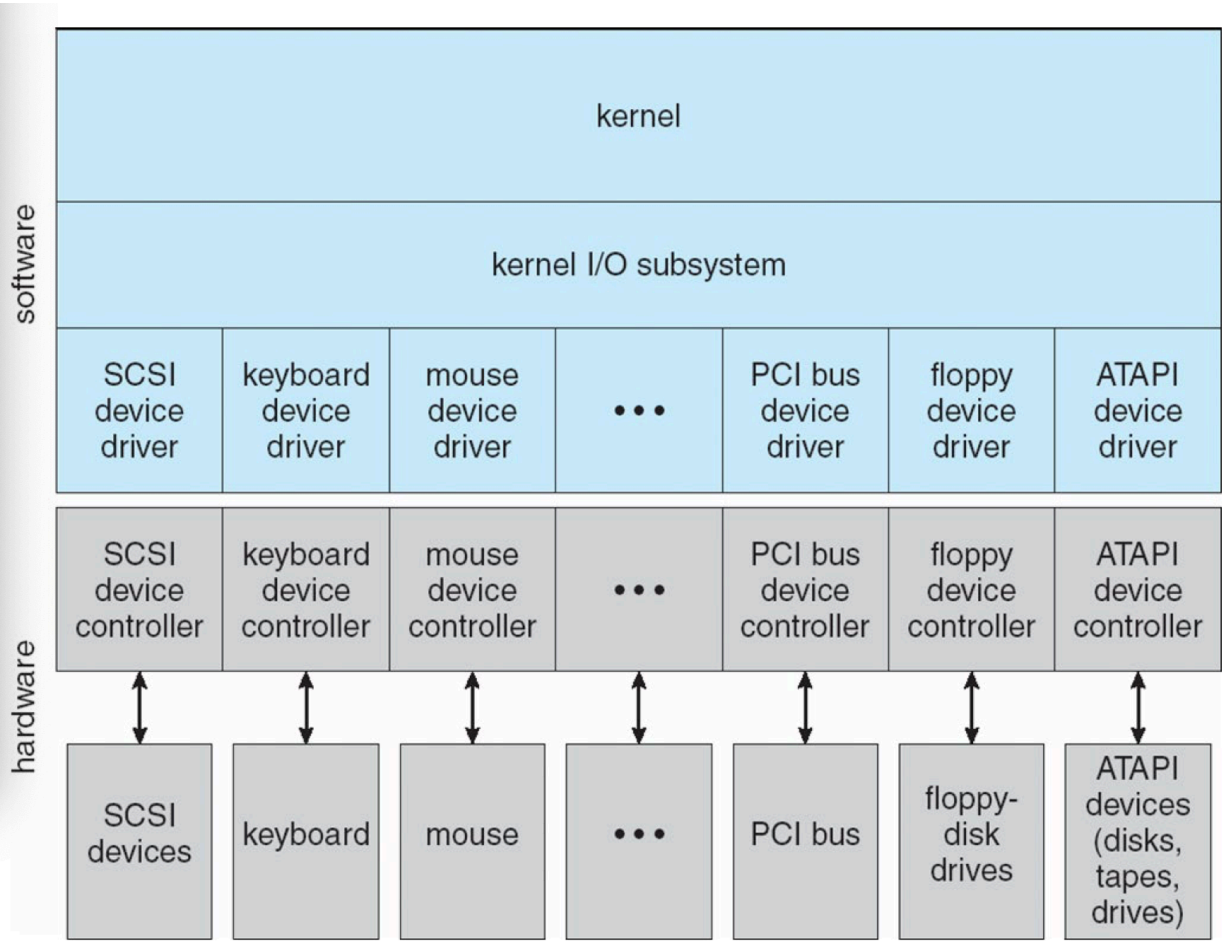 kernel
kernel I/O subsystem
software
SCSI
device
driver
keyboard
device
driver
mouse
device
driver
•••
PCI bus
device
driver
floppy
device
driver
ATAPI
device
driver
SCSI
device
controller
keyboard
device
controller
mouse
device
controller
•••
PCI bus
device
controller
floppy
device
controller
ATAPI
device
controller
hardware
SCSI
devices
keyboard
mouse
•••
PCI bus
floppy-
disk
drives
ATAPI
devices
(disks,
tapes,
drives)